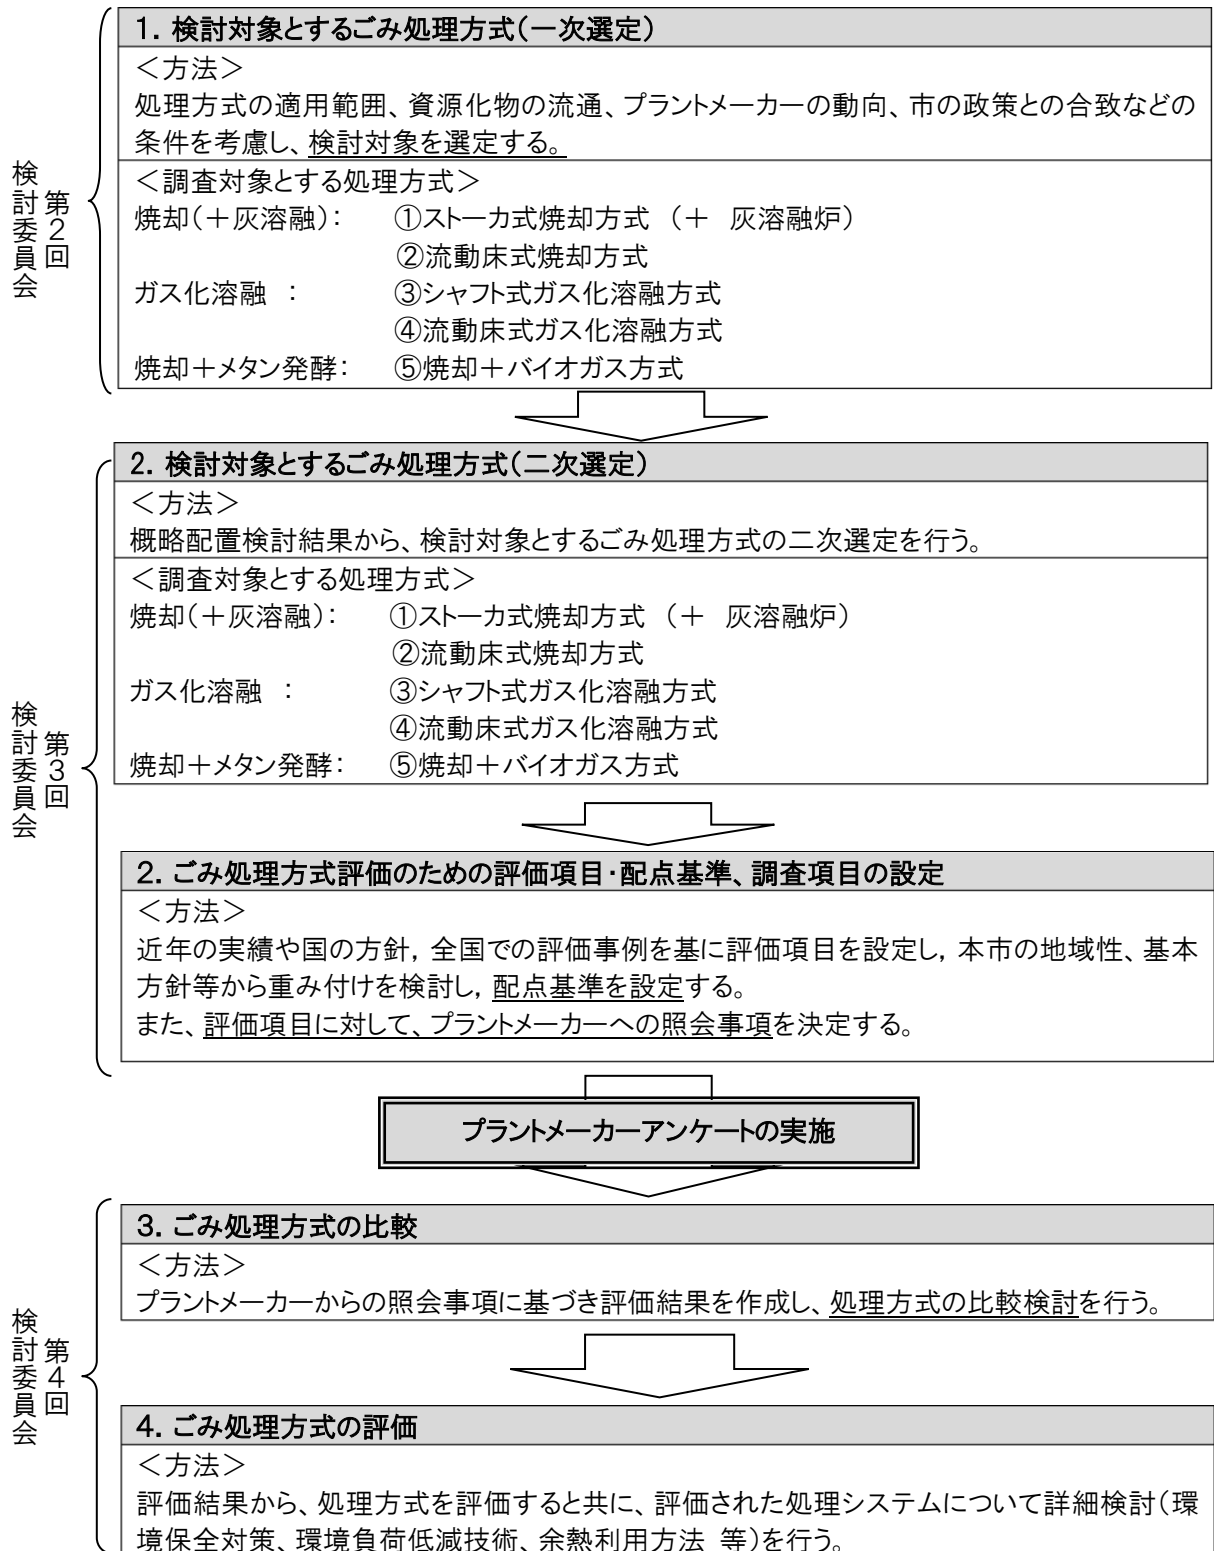 第2回
検討委員会
1．検討対象とするごみ処理方式（一次選定）
＜方法＞
処理方式の適用範囲、資源化物の流通、プラントメーカーの動向、市の政策との合致などの
条件を考慮し、検討対象を選定する。
＜調査対象とする処理方式＞
焼却（＋灰溶融）： ①ストーカ式焼却方式 （＋ 灰溶融炉）
②流動床式焼却方式
ガス化溶融 ： ③シャフト式ガス化溶融方式
④流動床式ガス化溶融方式
焼却＋メタン発酵： ⑤焼却＋バイオガス方式
第3回
検討委員会
2．検討対象とするごみ処理方式（二次選定）
＜方法＞
概略配置検討結果から、検討対象とするごみ処理方式の二次選定を行う。
＜調査対象とする処理方式＞
焼却（＋灰溶融）： ①ストーカ式焼却方式 （＋ 灰溶融炉）
②流動床式焼却方式
ガス化溶融 ： ③シャフト式ガス化溶融方式
④流動床式ガス化溶融方式
焼却＋メタン発酵： ⑤焼却＋バイオガス方式
2．ごみ処理方式評価のための評価項目・配点基準、調査項目の設定
＜方法＞
近年の実績や国の方針，全国での評価事例を基に評価項目を設定し，本市の地域性、基本
方針等から重み付けを検討し，配点基準を設定する。
また、評価項目に対して、プラントメーカーへの照会事項を決定する。
プラントメーカーアンケートの実施
第4回
検討委員会
3．ごみ処理方式の比較
＜方法＞
プラントメーカーからの照会事項に基づき評価結果を作成し、処理方式の比較検討を行う。
4．ごみ処理方式の評価
＜方法＞
評価結果から、処理方式を評価すると共に、評価された処理システムについて詳細検討（環
境保全対策、環境負荷低減技術、余熱利用方法 等）を行う。